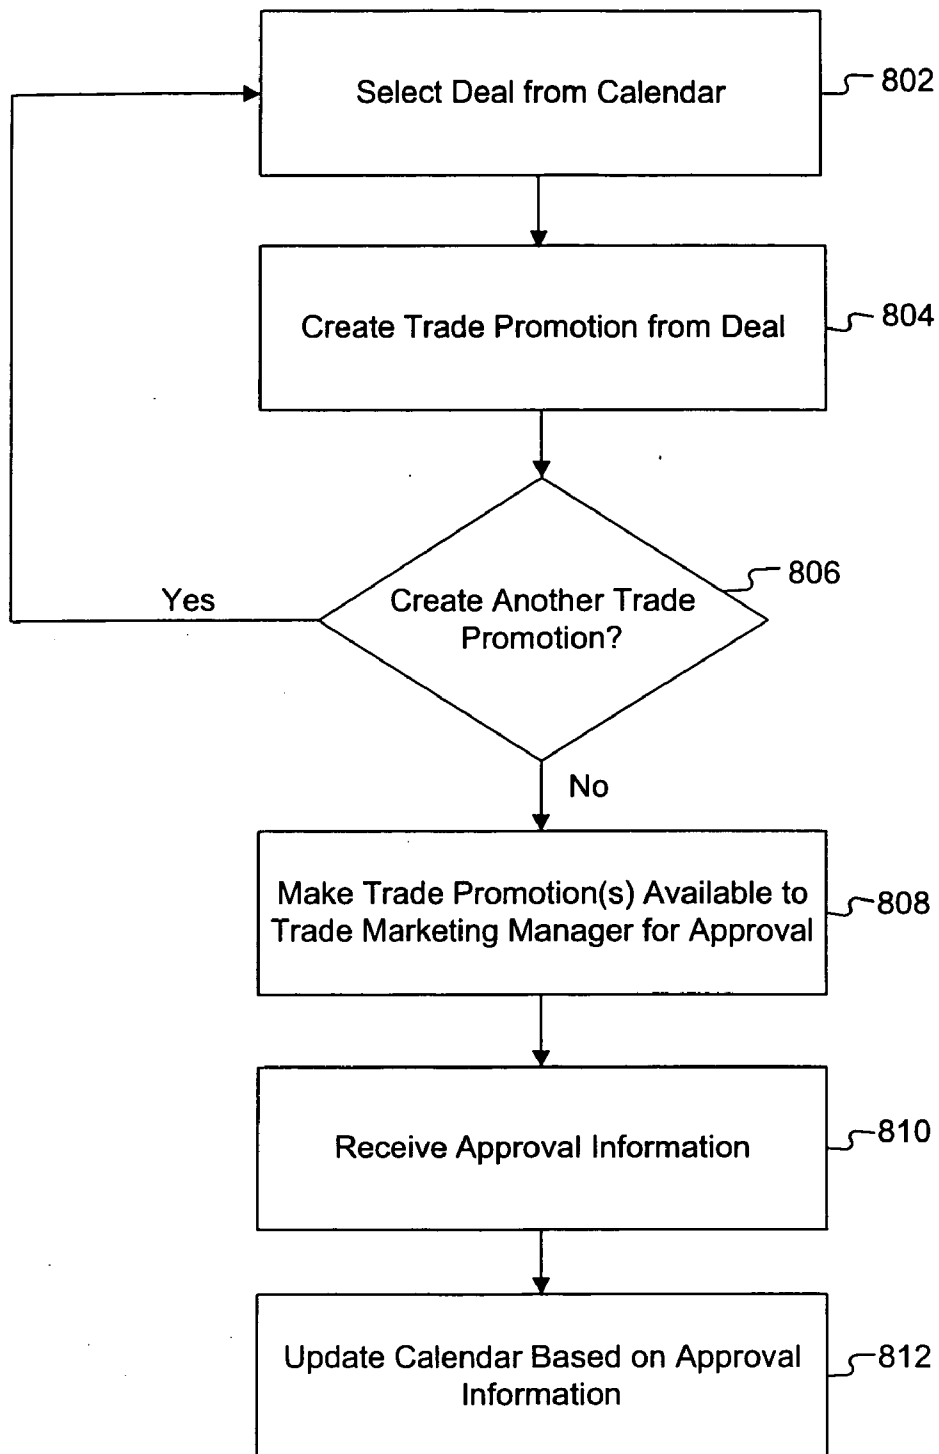 Select Deal from Calendar
802
Create Trade Promotion from Deal
804
Create Another Trade
Promotion?
806
Yes
No
Make Trade Promotion(s) Available to
Trade Marketing Manager for Approval
808
Receive Approval Information
810
Update Calendar Based on Approval
Information
812